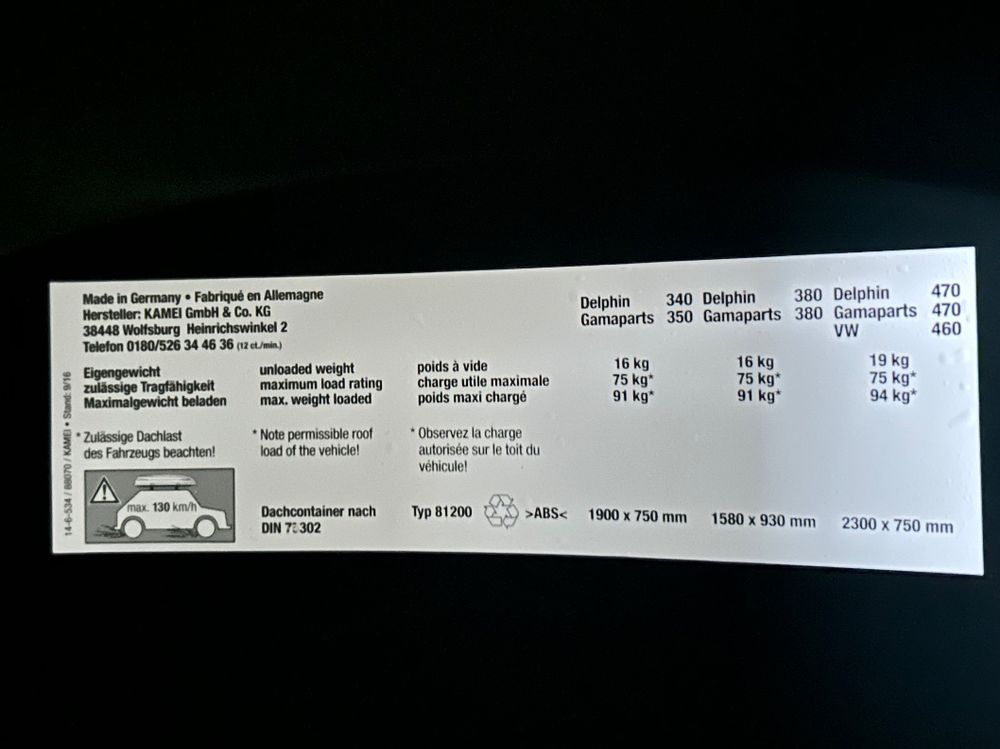 Made in Germany • Fabriqué en Allemagne
Hersteller: KAMEI GmbH & Co. KG
38448 Wolfsburg Heinrichswinkel 2
Telefon 0180/526 34 46 36 (12 ct./min.)
Delphin 340 Delphin 380 Delphin 470
Gamaparts 350 Gamaparts 380 Gamaparts 470
VW 460
Eigengewicht unloaded weight poids à vide 16 kg 16 kg 19 kg
zulässige Tragfähigkeit maximum load rating charge utile maximale 75 kg* 75 kg* 75 kg*
Maximalgewicht beladen max. weight loaded poids maxi chargé 91 kg* 91 kg* 94 kg*
* Zulässige Dachlast
des Fahrzeugs beachten!
* Note permissible roof
load of the vehicle!
* Observez la charge
autorisée sur le toit du
véhicule!
max. 130 km/h
Dachcontainer nach
DIN 302
Typ 81200 >ABS< 1900 x 750 mm 1580 x 930 mm 2300 x 750 mm
14-6-534 / 88070 / KAMEI • Stand: 9/16